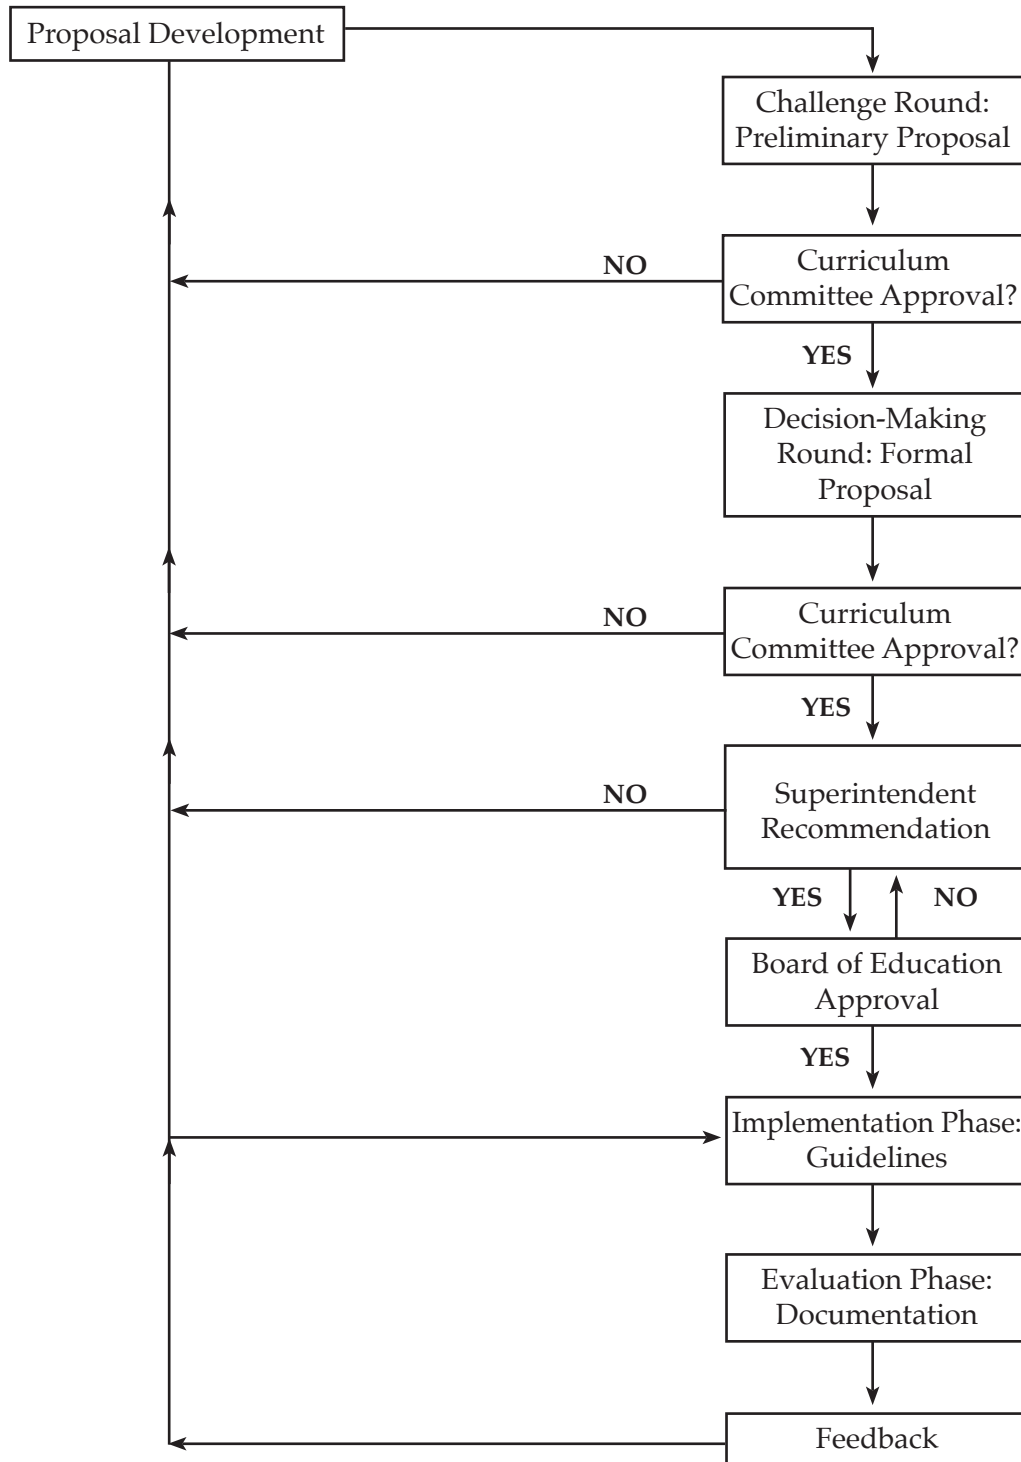 Proposal Development
Challenge Round:
Preliminary Proposal
NO
Curriculum
Committee Approval?
YES
Decision-Making
Round: Formal
Proposal
NO
Curriculum
Committee Approval?
YES
NO
Superintendent
Recommendation
YES
NO
Board of Education
Approval
YES
Implementation Phase:
Guidelines
Evaluation Phase:
Documentation
Feedback